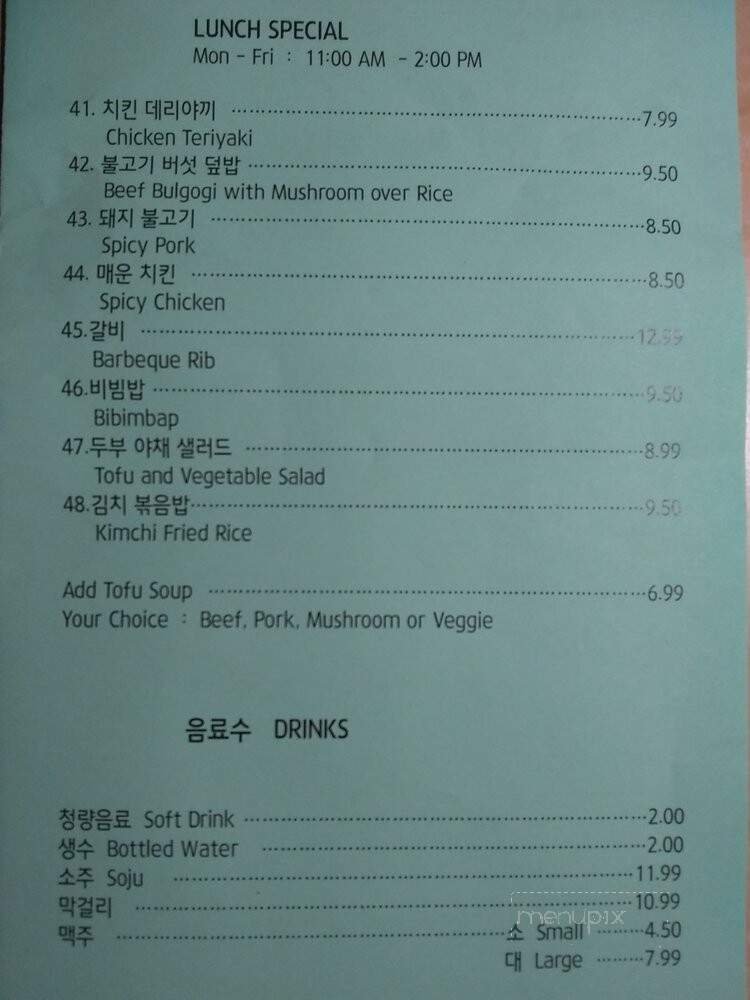 LUNCH SPECIAL
Mon - Fri : 11:00 AM - 2:00 PM
41. 치킨 데리야끼 ................................................7.99
Chicken Teriyaki
42. 불고기 버섯 덮밥 ................................................9.50
Beef Bulgogi with Mushroom over Rice
43. 돼지 불고기 ................................................8.50
Spicy Pork
44. 매운 치킨 ................................................8.50
Spicy Chicken
45.갈비 ................................................12.99
Barbeque Rib
46.비빔밥 ................................................9.50
Bibimbap
47.두부 야채 샐러드 ................................................8.99
Tofu and Vegetable Salad
48.김치 볶음밥................................................9.50
Kimchi Fried Rice
Add Tofu Soup ................................................6.99
Your Choice : Beef, Pork, Mushroom or Veggie
음료수 DRINKS
청량음료 Soft Drink ................................................2.00
생수 Bottled Water ................................................2.00
소주 Soju ................................................11.99
막걸리 ................................................10.99
menupix
맥주 ................................................소 Small .........4.50
대 Large .........7.99